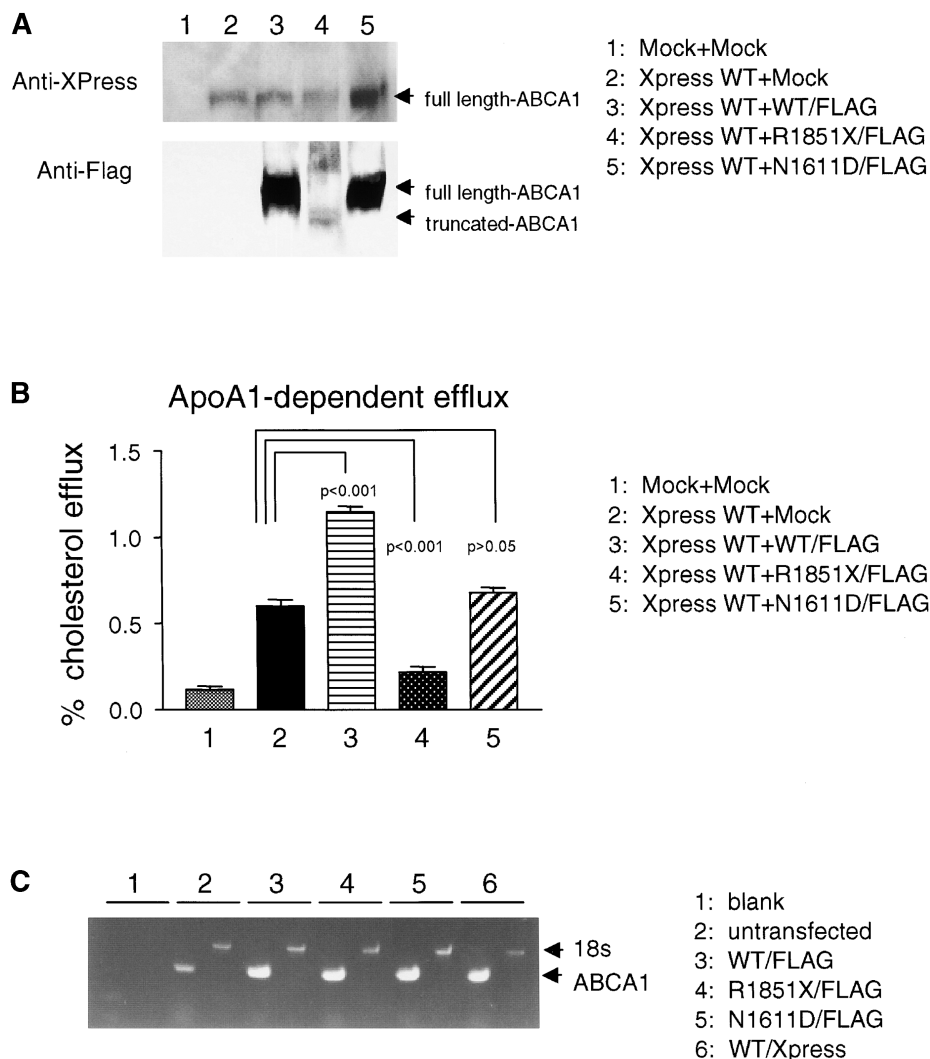 A
1 2 3 4 5
Anti-XPress
full length-ABCA1
Anti-Flag
full length-ABCA1
truncated-ABCA1
1: Mock+Mock
2: Xpress WT+Mock
3: Xpress WT+WT/FLAG
4: Xpress WT+R1851X/FLAG
5: Xpress WT+N1611D/FLAG
B
ApoA1-dependent efflux
% cholesterol efflux
1.5
1.0
0.5
0.0
p<0.001
p<0.001
p>0.05
1 2 3 4 5
1: Mock+Mock
2: Xpress WT+Mock
3: Xpress WT+WT/FLAG
4: Xpress WT+R1851X/FLAG
5: Xpress WT+N1611D/FLAG
C
1 2 3 4 5 6
18s
ABCA1
1: blank
2: untransfected
3: WT/FLAG
4: R1851X/FLAG
5: N1611D/FLAG
6: WT/Xpress